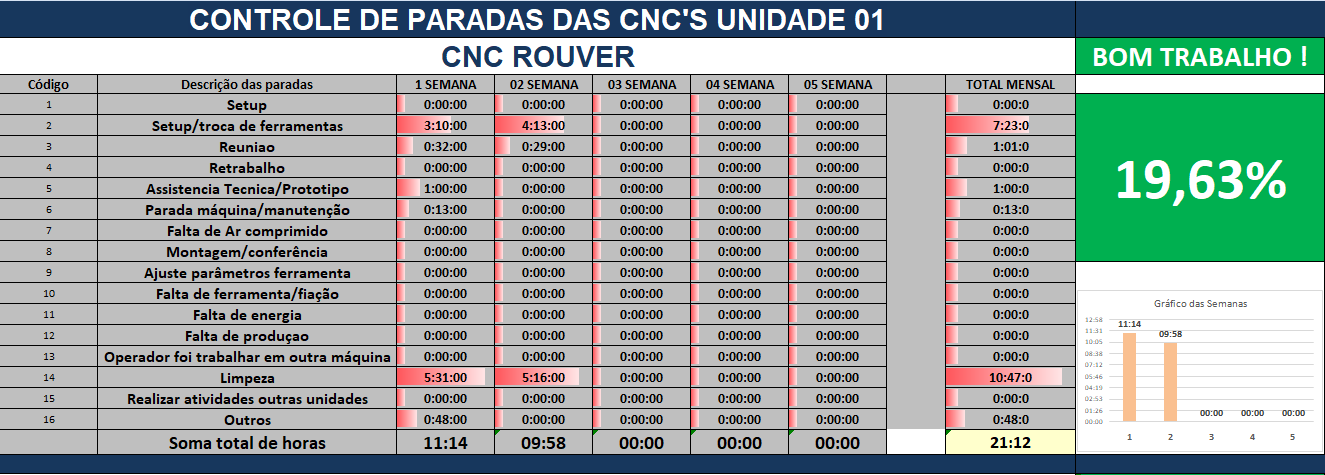 CONTROLE DE PARADAS DAS CNC'S UNIDADE 01
CNC ROUVER
BOM TRABALHO !
Código Descrição das paradas 1 SEMANA 02 SEMANA 03 SEMANA 04 SEMANA 05 SEMANA TOTAL MENSAL
1 Setup 0:00:00 0:00:00 0:00:00 0:00:00 0:00:00 0:00:0
2 Setup/troca de ferramentas 3:10:00 4:13:00 0:00:00 0:00:00 0:00:00 7:23:0
3 Reuniao 0:32:00 0:29:00 0:00:00 0:00:00 0:00:00 1:01:0
4 Retrabalho 0:00:00 0:00:00 0:00:00 0:00:00 0:00:00 0:00:0
5 Assistencia Tecnica/Prototipo 1:00:00 0:00:00 0:00:00 0:00:00 0:00:00 1:00:0
6 Parada máquina/manutenção 0:13:00 0:00:00 0:00:00 0:00:00 0:00:00 0:13:0
7 Falta de Ar comprimido 0:00:00 0:00:00 0:00:00 0:00:00 0:00:00 0:00:0
8 Montagem/conferência 0:00:00 0:00:00 0:00:00 0:00:00 0:00:00 0:00:0
9 Ajuste parâmetros ferramenta 0:00:00 0:00:00 0:00:00 0:00:00 0:00:00 0:00:0
10 Falta de ferramenta/fiação 0:00:00 0:00:00 0:00:00 0:00:00 0:00:00 0:00:0
11 Falta de energia 0:00:00 0:00:00 0:00:00 0:00:00 0:00:00 0:00:0
12 Falta de produçao 0:00:00 0:00:00 0:00:00 0:00:00 0:00:00 0:00:0
13 Operador foi trabalhar em outra máquina 0:00:00 0:00:00 0:00:00 0:00:00 0:00:00 0:00:0
14 Limpeza 5:31:00 5:16:00 0:00:00 0:00:00 0:00:00 10:47:0
15 Realizar atividades outras unidades 0:00:00 0:00:00 0:00:00 0:00:00 0:00:00 0:00:0
16 Outros 0:48:00 0:00:00 0:00:00 0:00:00 0:00:00 0:48:0
Soma total de horas 11:14 09:58 00:00 00:00 00:00 21:12
19,63%
Gráfico das Semanas
12:58
11:31
10:05
08:38
07:12
05:46
04:19
02:53
01:26
00:00
11:14 09:58 00:00 00:00 00:00
1 2 3 4 5